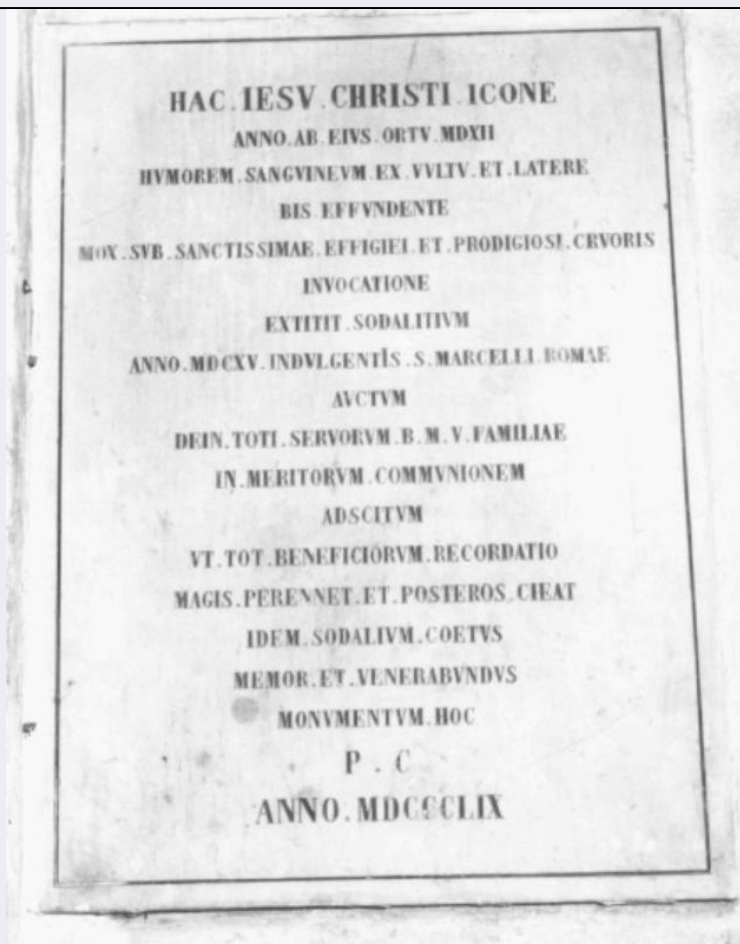 HAC . IESV . CHRISTI . ICONE
ANNO . AB . EIVS . ORTV . MDXII
HVMOREM . SANGVINEVM . EX . VVLTV . ET . LATERE
BIS . EFFVNDENTE
MOX . SVB . SANCTISSIMAE . EFFIGIEI . ET . PRODIGIOSI . CRVORIS
INVOCATIONE
EXTITIT . SODALITIVM
ANNO . MDCXV . INDVLGENTIS . S . MARCELLI . ROMAE
AVCTVM
DEIN . TOTI . SERVORVM . B . M . V . FAMILIAE
IN . MERITORVM . COMMVNIONEM
ADSCITVM
VT . TOT . BENEFICIORVM . RECORDATIO
MAGIS . PERENNET . ET . POSTEROS . CIEAT
IDEM . SODALIVM . COETVS
MEMOR . ET . VENERABVNDVS
MONVMENTVM . HOC
P . C
ANNO . MDCCCLIX